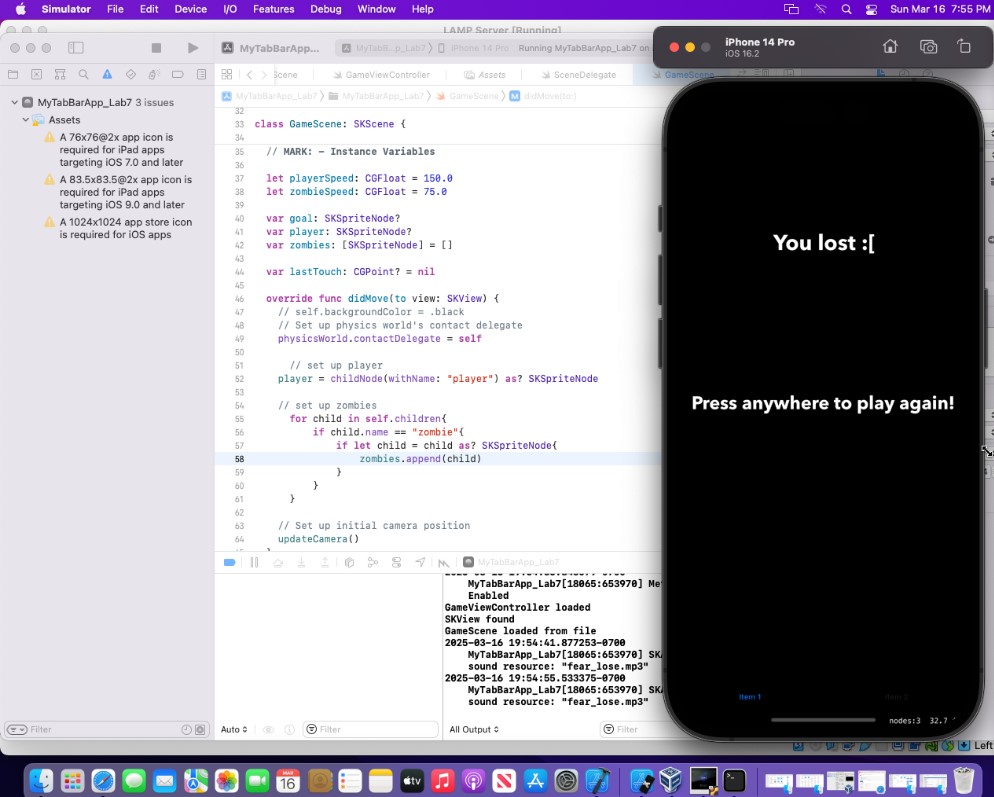 Simulator File Edit Device I/O Features Debug Window Help Sun Mar 16 7:55 PM
LAMP Server [Running]
MyTabBarApp... MyTabB...p_Lab7 iPhone 14 Pro Running MyTabBarApp_Lab7 on
iPhone 14 Pro
iOS 16.2
Scene GameViewController Assets SceneDelegate GameScene
MyTabBarApp_Lab7 MyTabBarApp_Lab7 GameScene didMove(to:)
MyTabBarApp_Lab7 3 issues
Assets
A 76x76@2x app icon is
required for iPad apps
targeting iOS 7.0 and later
A 83.5x83.5@2x app icon is
required for iPad apps
targeting iOS 9.0 and later
A 1024x1024 app store icon
is required for iOS apps
32
33 class GameScene: SKScene {
34
35 // MARK: - Instance Variables
36
37 let playerSpeed: CGFloat = 150.0
38 let zombieSpeed: CGFloat = 75.0
39
40 var goal: SKSpriteNode?
41 var player: SKSpriteNode?
42 var zombies: [SKSpriteNode] = []
43
44 var lastTouch: CGPoint? = nil
45
46 override func didMove(to view: SKView) {
47 // self.backgroundColor = .black
48 // Set up physics world's contact delegate
49 physicsWorld.contactDelegate = self
50
51 // set up player
52 player = childNode(withName: "player") as? SKSpriteNode
53
54 // set up zombies
55 for child in self.children{
56 if child.name == "zombie"{
57 if let child = child as? SKSpriteNode{
58 zombies.append(child)
59 }
60 }
61 }
62
63 // Set up initial camera position
64 updateCamera()
MyTabBarApp_Lab7
MyTabBarApp_Lab7[18065:653970] Me
Enabled
GameViewController loaded
SKView found
GameScene loaded from file
2025-03-16 19:54:41.877253-0700
MyTabBarApp_Lab7[18065:653970] SKA
sound resource: "fear_lose.mp3"
2025-03-16 19:54:55.533375-0700
MyTabBarApp_Lab7[18065:653970] SKA
sound resource: "fear_lose.mp3"
Filter Auto Filter All Output Filter
You lost :[
Press anywhere to play again!
Item 1 Item 2
nodes:3 32.7
Left
MAR
16
tv